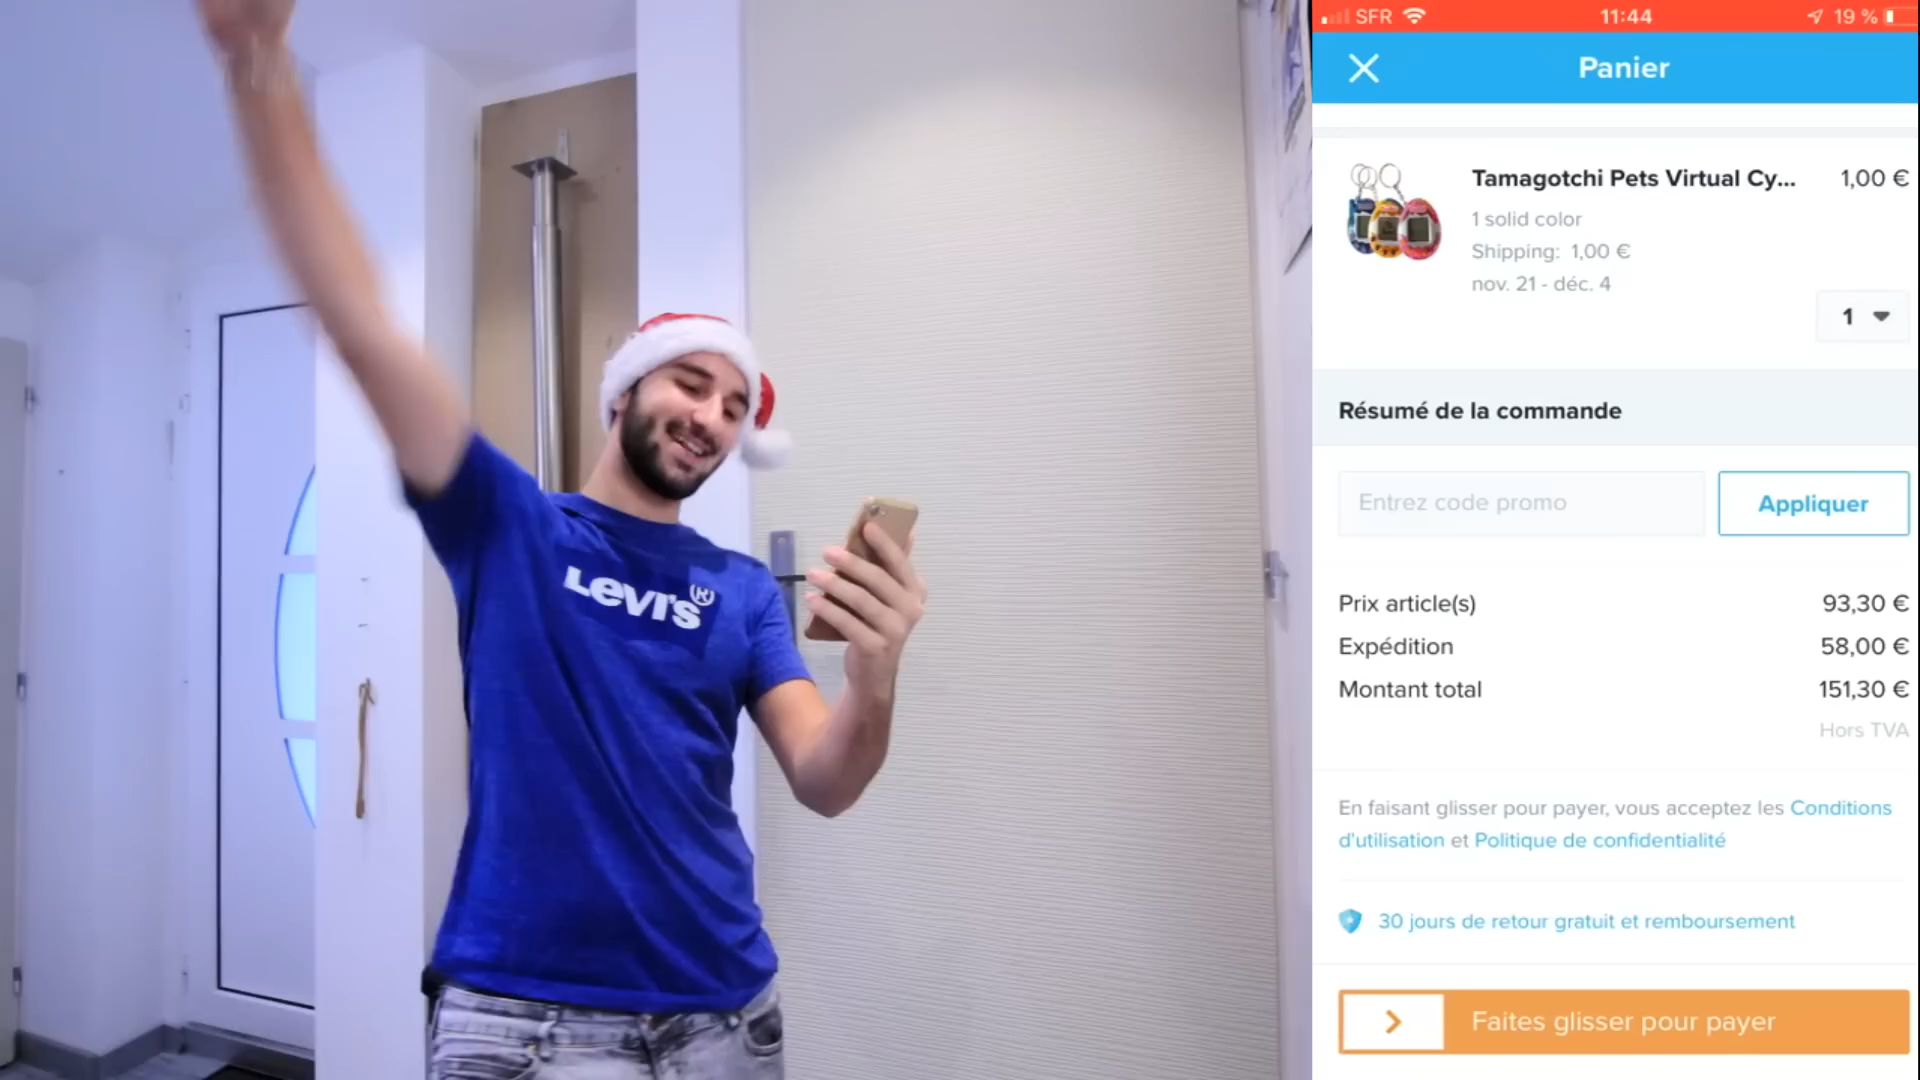 LEVI'S®
SFR
11:44
19 %
Panier
Tamagotchi Pets Virtual Cy...
1,00 €
1 solid color
Shipping: 1,00 €
nov. 21 - déc. 4
1
Résumé de la commande
Entrez code promo
Appliquer
Prix article(s)
93,30 €
Expédition
58,00 €
Montant total
151,30 €
Hors TVA
En faisant glisser pour payer, vous acceptez les Conditions
d'utilisation et Politique de confidentialité
30 jours de retour gratuit et remboursement
Faites glisser pour payer